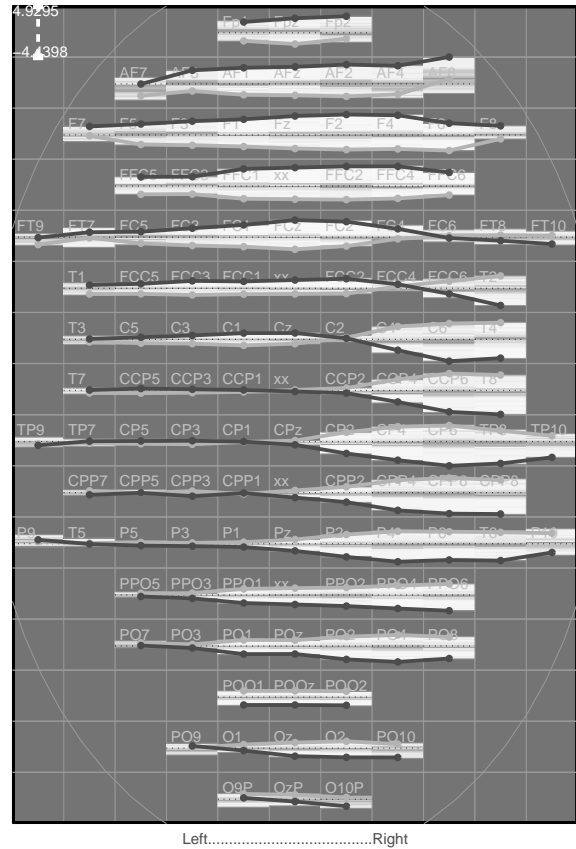 4.9295
Fp1 Fpz Fp2
-4.4398
AF7 AF3 AF1 AFz AF2 AF4 AF8
F7 F5 F3 F1 Fz F2 F4 F6 F8
FFC5 FFC3 FFC1 xx FFC2 FFC4 FFC6
FT9 FT7 FC5 FC3 FC1 FCz FC2 FC4 FC6 FT8 FT10
T1 FCC5 FCC3 FCC1 xx FCC2 FCC4 FCC6 T2
T3 C5 C3 C1 Cz C2 C4 C6 T4
T7 CCP5 CCP3 CCP1 xx CCP2 CCP4 CCP6 T8
TP9 TP7 CP5 CP3 CP1 CPz CP2 CP4 CP6 TP8 TP10
CPP7 CPP5 CPP3 CPP1 xx CPP2 CPP4 CPP6 CPP8
P9 T5 P5 P3 P1 Pz P2 P4 P6 T6 P10
PPO5 PPO3 PPO1 xx PPO2 PPO4 PPO6
PO7 PO3 PO1 POz PO2 PO4 PO8
POO1 POOz POO2
PO9 O1 Oz O2 PO10
O9P OzP O10P
Left.......................................Right